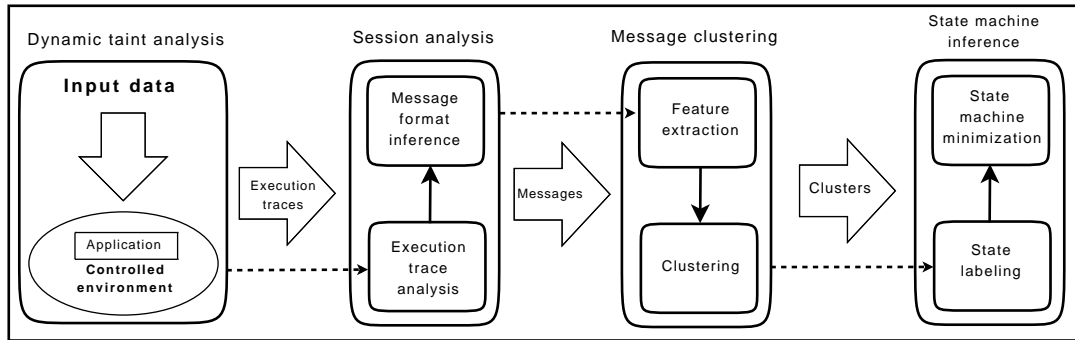 Dynamic taint analysis
Input data
Application
Controlled
environment
Execution
traces
Session analysis
Message
format
inference
Execution
trace
analysis
Messages
Message clustering
Feature
extraction
Clustering
Clusters
State machine
inference
State
machine
minimization
State
labeling